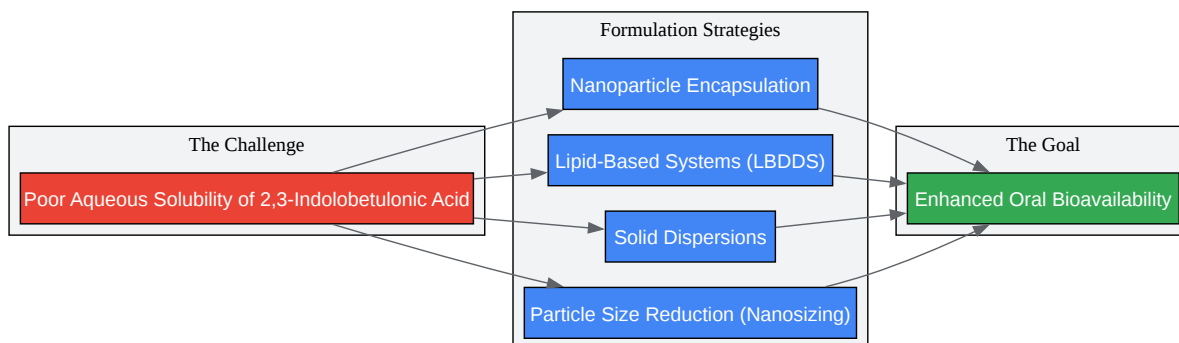 The Challenge
Poor Aqueous Solubility of 2,3-Indolobetulonic Acid
Formulation Strategies
Nanoparticle Encapsulation
Lipid-Based Systems (LBDDS)
Solid Dispersions
Particle Size Reduction (Nanosizing)
The Goal
Enhanced Oral Bioavailability